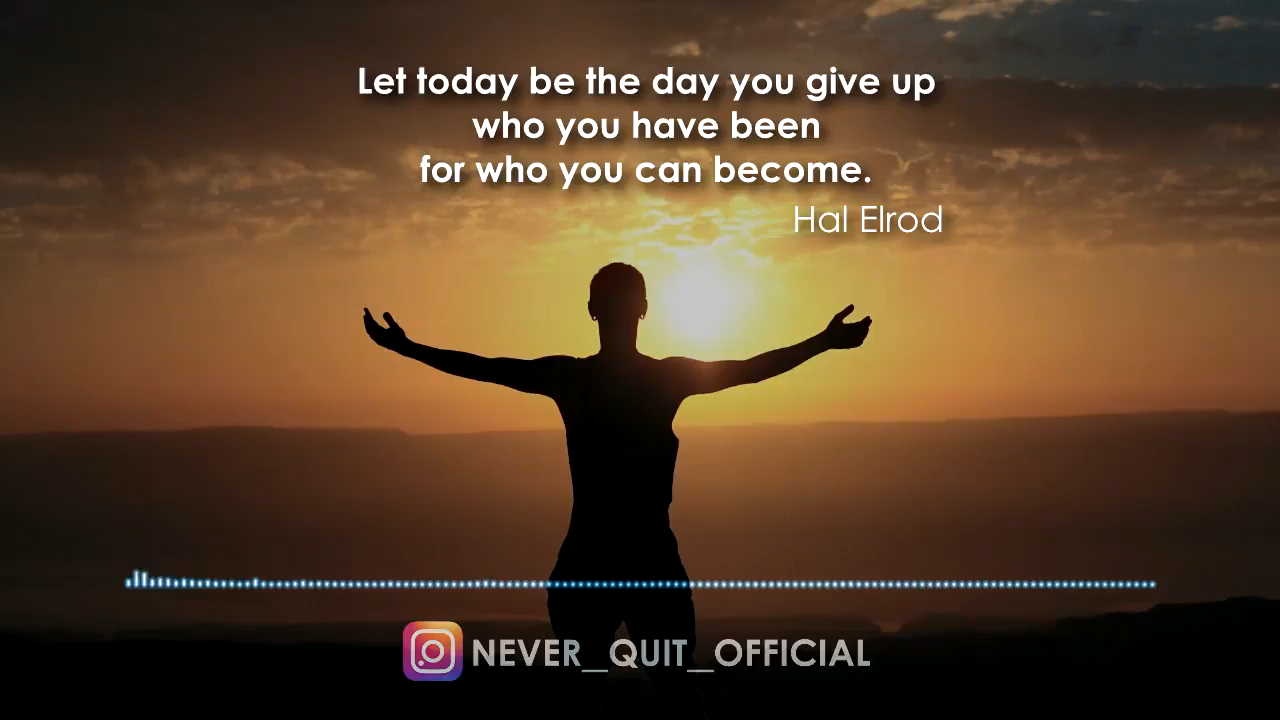 Let today be the day you give up
who you have been
for who you can become.
Hal Elrod
NEVER__QUIT__OFFICIAL